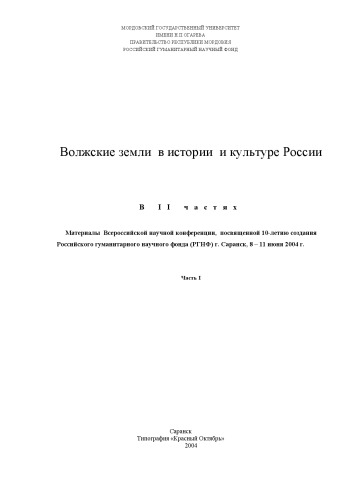 МОРДОВСКИЙ ГОСУДАРСТВЕННЫЙ УНИВЕРСИТЕТ
ИМЕНИ Н.П.ОГАРЕВА
ПРАВИТЕЛЬСТВО РЕСПУБЛИКИ МОРДОВИЯ
РОССИЙСКИЙ ГУМАНИТАРНЫЙ НАУЧНЫЙ ФОНД
Волжские земли в истории и культуре России
В II частях
Материалы Всероссийской научной конференции, посвященной 10-летию создания
Российского гуманитарного научного фонда (РГНФ) г. Саранск, 8 – 11 июня 2004 г.
Часть I
Саранск
Типография «Красный Октябрь»
2004